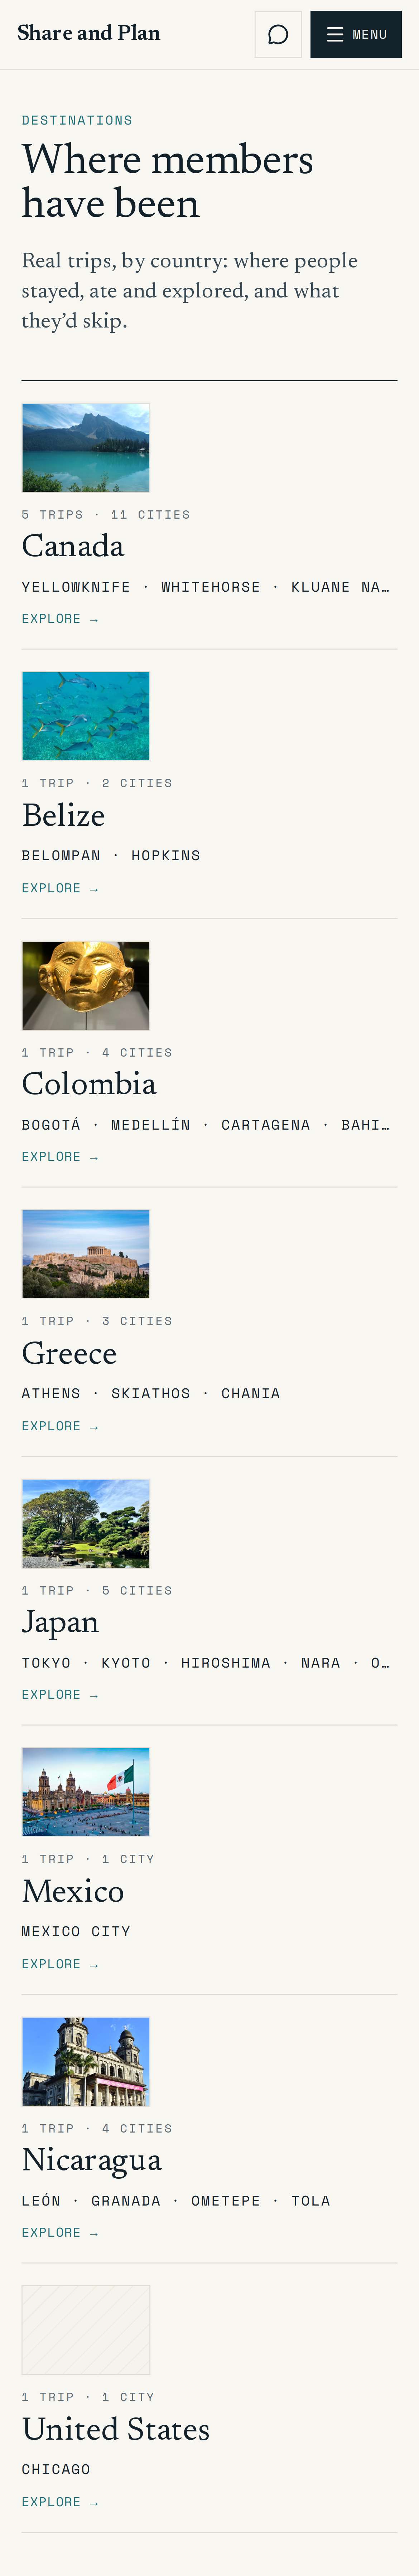 Share and Plan
MENU
DESTINATIONS
Where members
have been
Real trips, by country: where people
stayed, ate and explored, and what
they’d skip.
5 TRIPS · 11 CITIES
Canada
YELLOWKNIFE · WHITEHORSE · KLUANE NA…
EXPLORE →
1 TRIP · 2 CITIES
Belize
BELOMPAN · HOPKINS
EXPLORE →
1 TRIP · 4 CITIES
Colombia
BOGOTÁ · MEDELLÍN · CARTAGENA · BAHI…
EXPLORE →
1 TRIP · 3 CITIES
Greece
ATHENS · SKIATHOS · CHANIA
EXPLORE →
1 TRIP · 5 CITIES
Japan
TOKYO · KYOTO · HIROSHIMA · NARA · O…
EXPLORE →
1 TRIP · 1 CITY
Mexico
MEXICO CITY
EXPLORE →
1 TRIP · 4 CITIES
Nicaragua
LEÓN · GRANADA · OMETEPE · TOLA
EXPLORE →
1 TRIP · 1 CITY
United States
CHICAGO
EXPLORE →